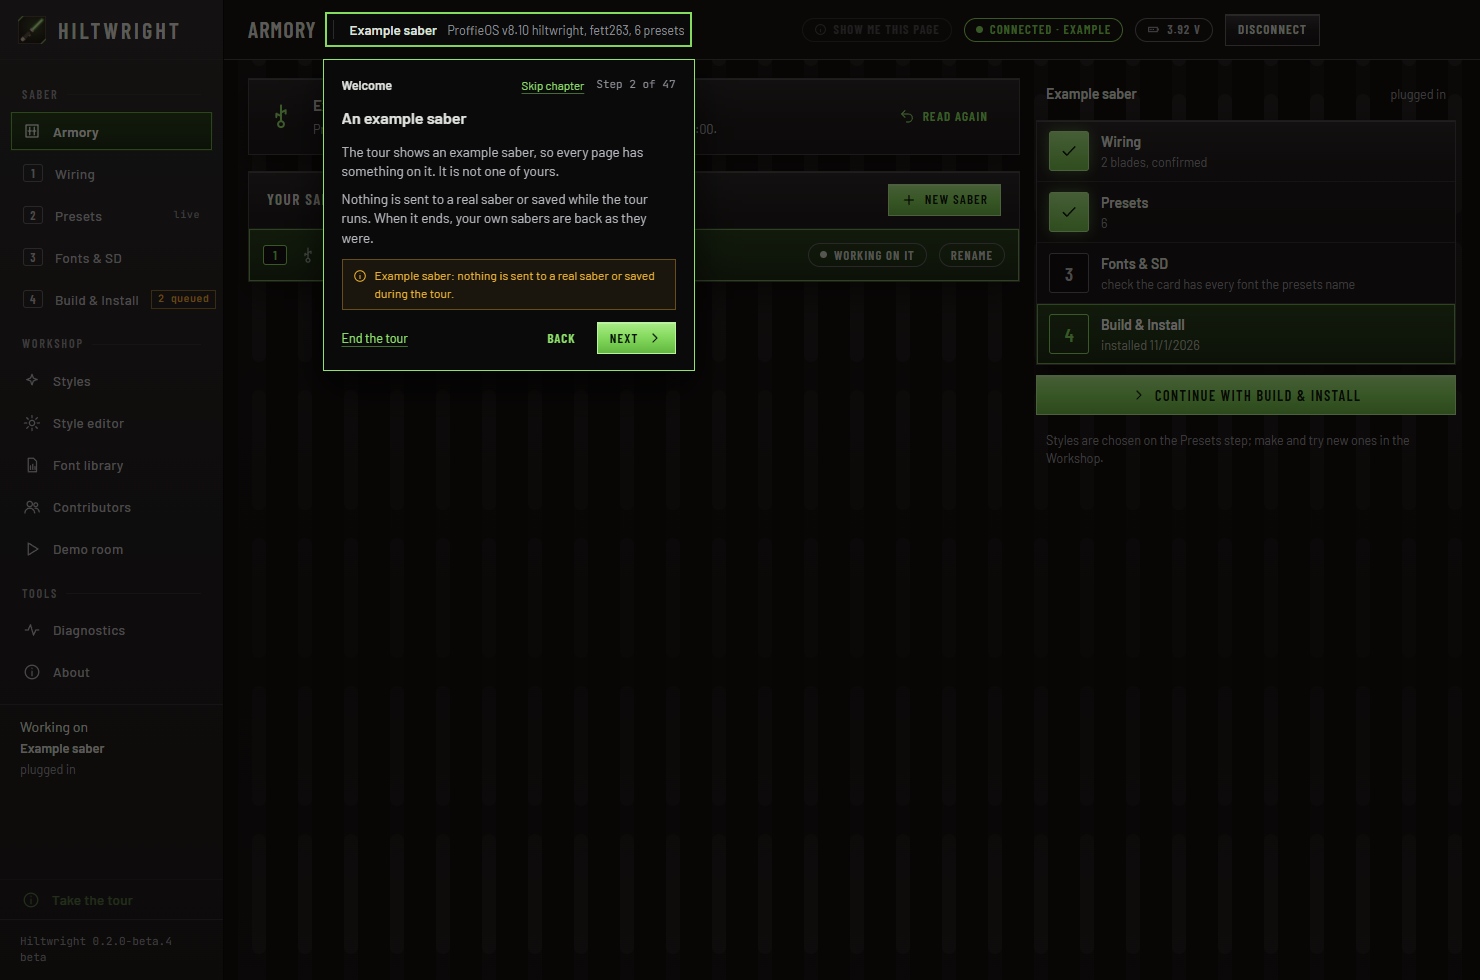 HILTWRIGHT
SABER
Armory
1 Wiring
2 Presets live
3 Fonts & SD
4 Build & Install 2 queued
WORKSHOP
Styles
Style editor
Font library
Contributors
Demo room
TOOLS
Diagnostics
About
Working on
Example saber
plugged in
Take the tour
Hiltwright 0.2.0-beta.4
beta
ARMORY
Example saber ProffieOS v8.10 hiltwright, fett263, 6 presets
SHOW ME THIS PAGE
CONNECTED · EXAMPLE
3.92 V
DISCONNECT
:00.
READ AGAIN
NEW SABER
1
WORKING ON IT
RENAME
Welcome Skip chapter Step 2 of 47
An example saber
The tour shows an example saber, so every page has
something on it. It is not one of yours.
Nothing is sent to a real saber or saved while the tour
runs. When it ends, your own sabers are back as they
were.
Example saber: nothing is sent to a real saber or saved
during the tour.
End the tour BACK NEXT
Example saber plugged in
Wiring
2 blades, confirmed
Presets
6
3 Fonts & SD
check the card has every font the presets name
4 Build & Install
installed 11/1/2026
CONTINUE WITH BUILD & INSTALL
Styles are chosen on the Presets step; make and try new ones in the
Workshop.